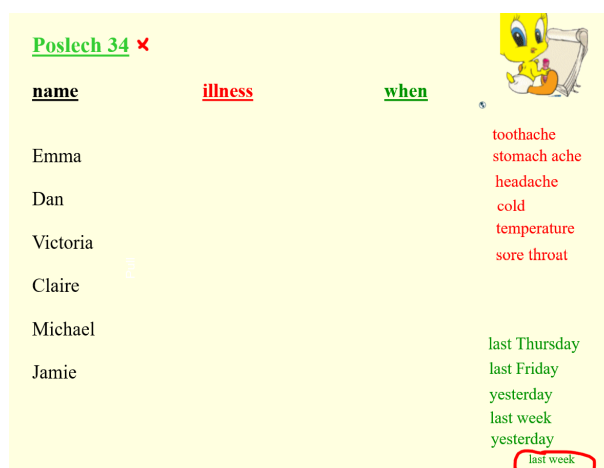 Poslech 34
name illness when
toothache
stomach ache
headache
cold
temperature
sore throat
Emma
Dan
Victoria
Claire
Michael
Jamie
last Thursday
last Friday
yesterday
last week
yesterday
last week